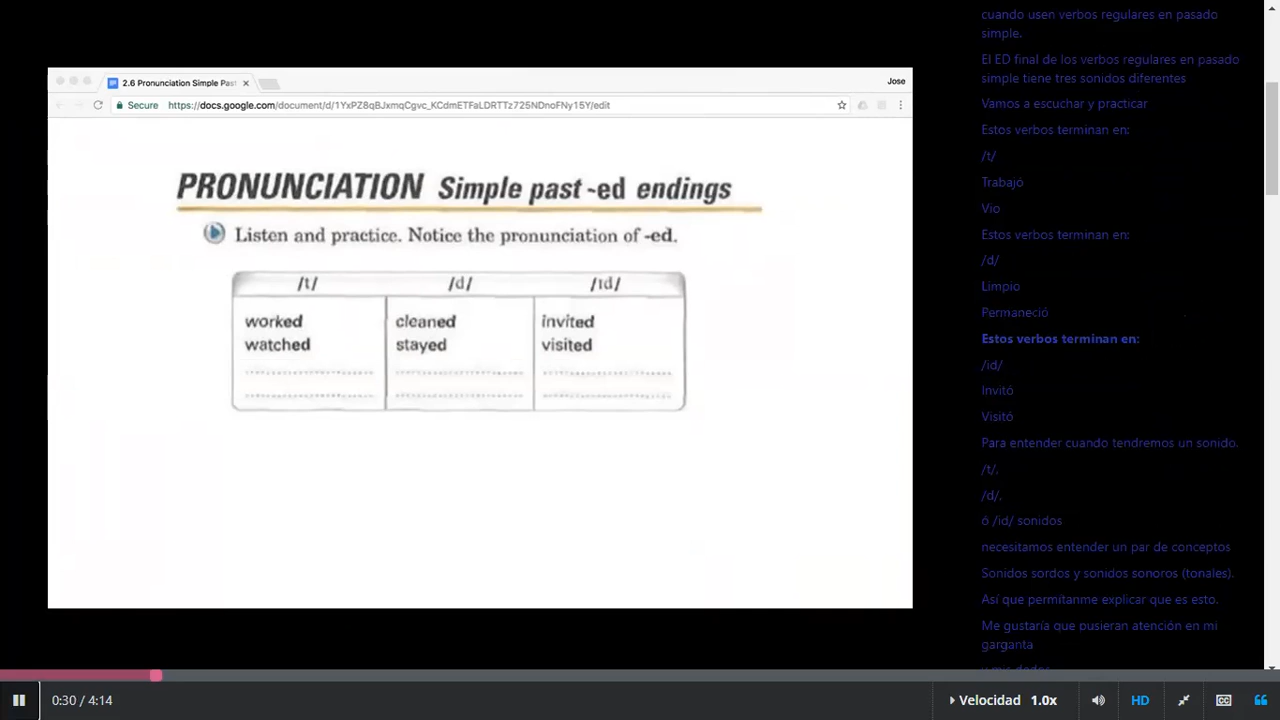 2.6 Pronunciation Simple Past
Jose
Secure
https://docs.google.com/document/d/1YxPZ8qBJxmqCgvc_KCdmETFaLDRTTz725NDnoFNy15Y/edit
PRONUNCIATION Simple past -ed endings
Listen and practice. Notice the pronunciation of -ed.
/t/ /d/ /ɪd/
worked cleaned invited
watched stayed visited
cuando usen verbos regulares en pasado
simple.
El ED final de los verbos regulares en pasado
simple tiene tres sonidos diferentes
Vamos a escuchar y practicar
Estos verbos terminan en:
/t/
Trabajó
Vio
Estos verbos terminan en:
/d/
Limpio
Permaneció
Estos verbos terminan en:
/id/
Invitó
Visitó
Para entender cuando tendremos un sonido.
/t/,
/d/,
ó /id/ sonidos
necesitamos entender un par de conceptos
Sonidos sordos y sonidos sonoros (tonales).
Así que permítanme explicar que es esto.
Me gustaría que pusieran atención en mi
garganta
y mis dedos
0:30 / 4:14
Velocidad 1.0x
HD
CC